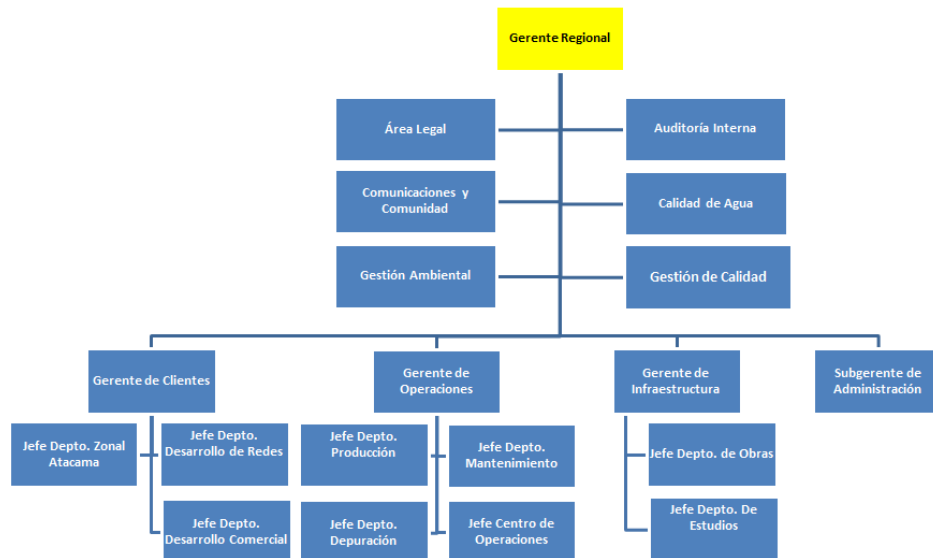 Gerente Regional
Área Legal
Auditoría Interna
Comunicaciones y
Comunidad
Calidad de Agua
Gestión Ambiental
Gestión de Calidad
Gerente de Clientes
Gerente de
Operaciones
Gerente de
Infraestructura
Subgerente de
Administración
Jefe Depto. Zonal
Atacama
Jefe Depto.
Desarrollo de Redes
Jefe Depto.
Producción
Jefe Depto.
Mantenimiento
Jefe Depto. de Obras
Jefe Depto.
Desarrollo Comercial
Jefe Depto.
Depuración
Jefe Centro de
Operaciones
Jefe Depto. De
Estudios